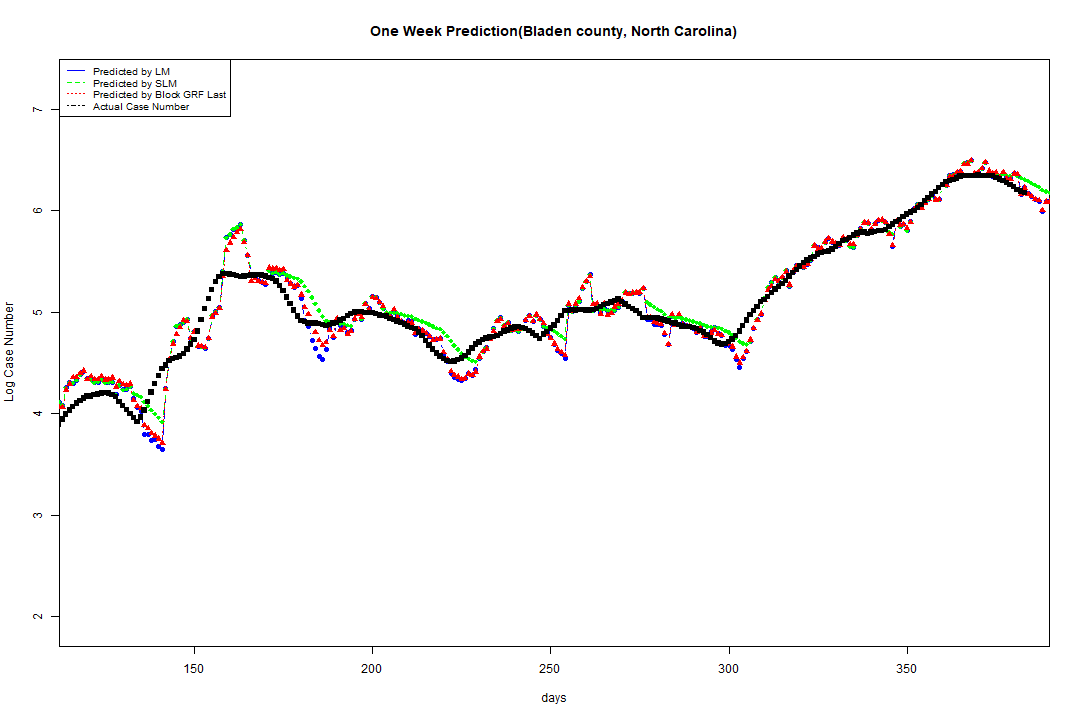 One Week Prediction(Bladen county, North Carolina)
Predicted by LM
Predicted by SLM
Predicted by Block GRF Last
Actual Case Number
7
6
5
4
3
2
Log Case Number
150
200
250
300
350
days